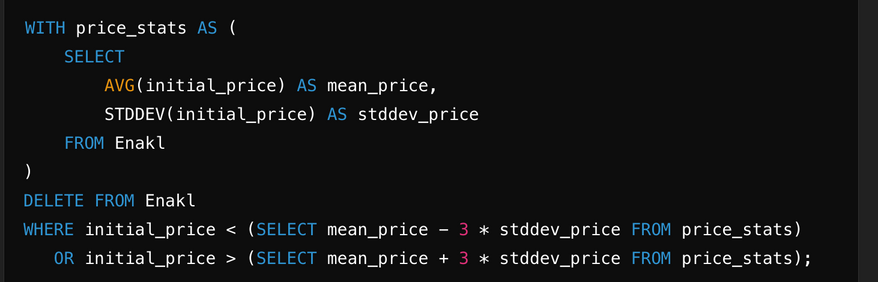 WITH price_stats AS (
    SELECT
        AVG(initial_price) AS mean_price,
        STDDEV(initial_price) AS stddev_price
    FROM Enakl
)
DELETE FROM Enakl
WHERE initial_price < (SELECT mean_price - 3 * stddev_price FROM price_stats)
   OR initial_price > (SELECT mean_price + 3 * stddev_price FROM price_stats);